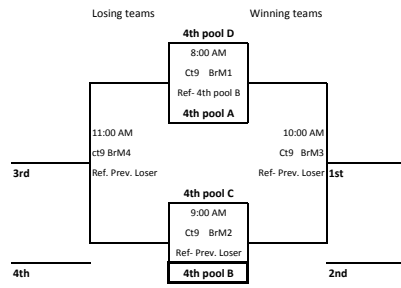 Losing teams Winning teams
4th pool D
8:00 AM
Ct9 BrM1
Ref- 4th pool B
4th pool A
11:00 AM 10:00 AM
ct9 BrM4 Ct9 BrM3
Ref. Prev. Loser Ref- Prev. Loser
3rd 1st
4th pool C
9:00 AM
Ct9 BrM2
Ref- Prev. Loser
4th pool B
4th 2nd